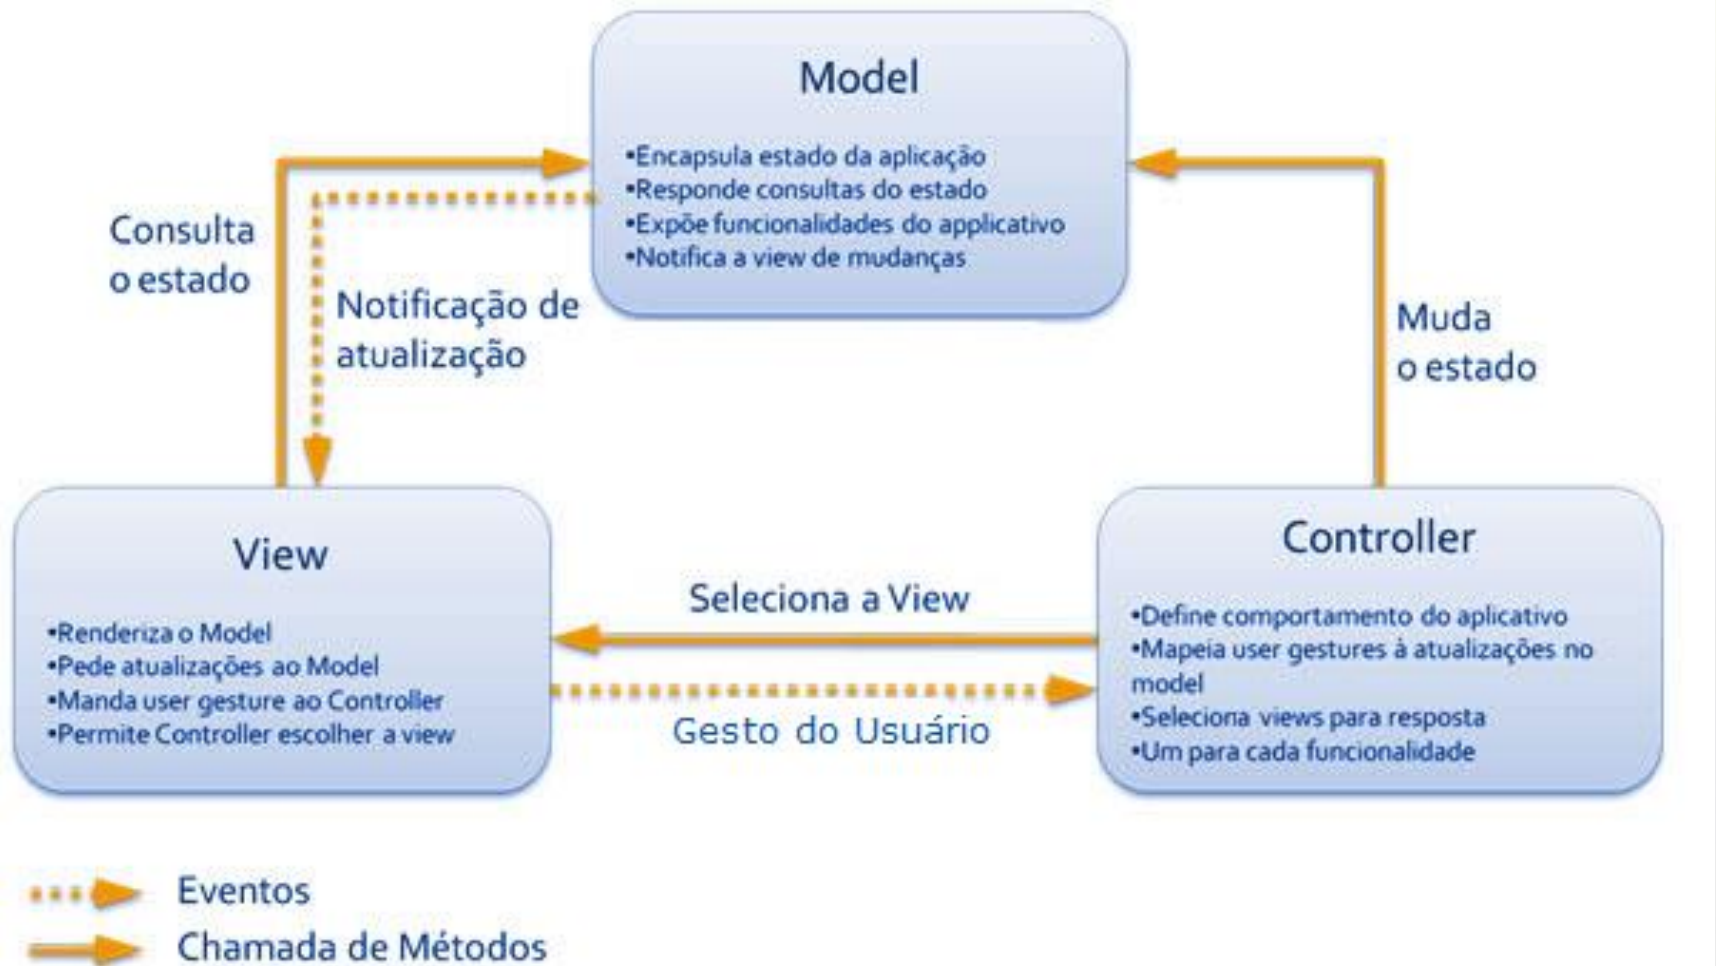 Model
•Encapsula estado da aplicação
•Responde consultas do estado
•Expõe funcionalidades do applicativo
•Notifica a view de mudanças
Consulta
o estado
Notificação de
atualização
Muda
o estado
View
•Renderiza o Model
•Pede atualizações ao Model
•Manda user gesture ao Controller
•Permite Controller escolher a view
Seleciona a View
Gesto do Usuário
Controller
•Define comportamento do aplicativo
•Mapeia user gestures à atualizações no
model
•Seleciona views para resposta
•Um para cada funcionalidade
Eventos
Chamada de Métodos